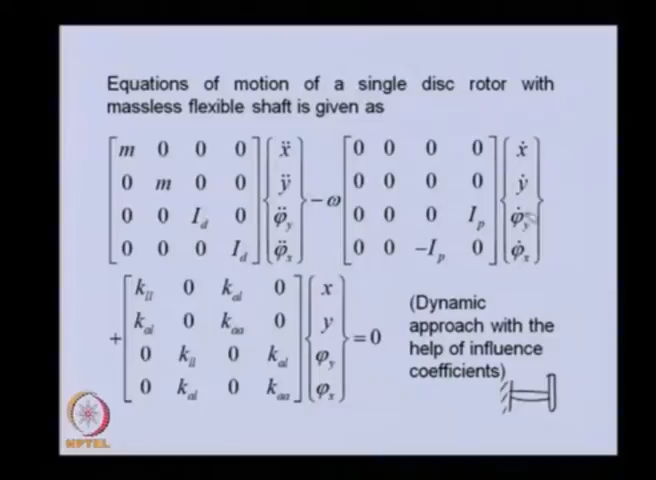 Equations of motion of a single disc rotor with
massless flexible shaft is given as
[m 0 0 0; 0 m 0 0; 0 0 I_d 0; 0 0 0 I_d] {ẍ; ÿ; φ̈_y; φ̈_x} − ω [0 0 0 0; 0 0 0 0; 0 0 0 I_p; 0 0 −I_p 0] {ẋ; ẏ; φ̇_y; φ̇_x}
+ [k_ll 0 k_al 0; k_al 0 k_aa 0; 0 k_ll 0 k_al; 0 k_al 0 k_aa] {x; y; φ_y; φ_x} = 0
(Dynamic
approach with the
help of influence
coefficients)
NPTEL